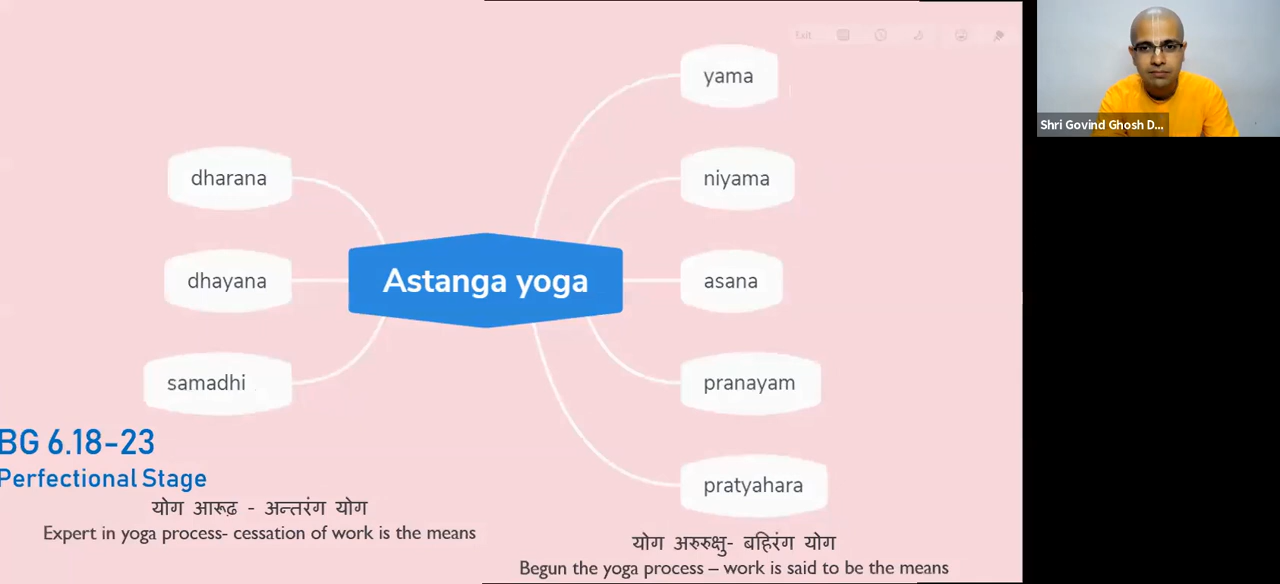 Exit
yama
niyama
asana
pranayam
pratyahara
Astanga yoga
dharana
dhayana
samadhi
BG 6.18-23
Perfectional Stage
योग आरूढ़ - अन्तरंग योग
Expert in yoga process- cessation of work is the means
योग अरुरुक्षु- बहिरंग योग
Begun the yoga process – work is said to be the means
Shri Govind Ghosh D...